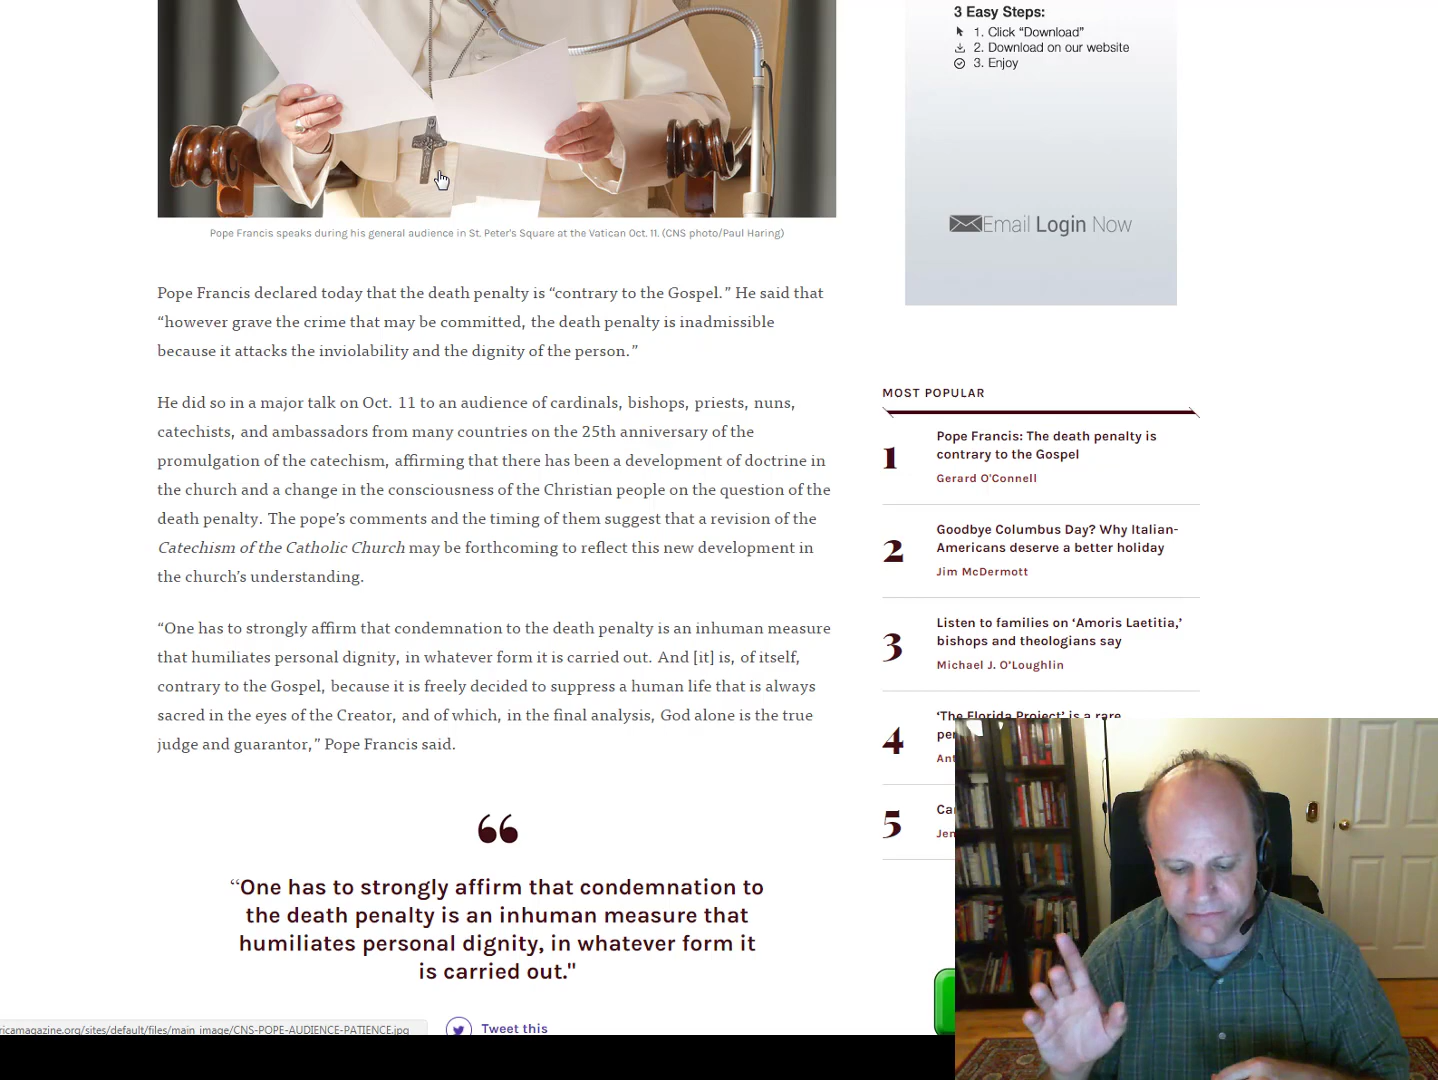 3 Easy Steps:
1. Click “Download”
2. Download on our website
3. Enjoy
Email Login Now
Pope Francis speaks during his general audience in St. Peter's Square at the Vatican Oct. 11. (CNS photo/Paul Haring)
Pope Francis declared today that the death penalty is “contrary to the Gospel.” He said that
“however grave the crime that may be committed, the death penalty is inadmissible
because it attacks the inviolability and the dignity of the person.”
He did so in a major talk on Oct. 11 to an audience of cardinals, bishops, priests, nuns,
catechists, and ambassadors from many countries on the 25th anniversary of the
promulgation of the catechism, affirming that there has been a development of doctrine in
the church and a change in the consciousness of the Christian people on the question of the
death penalty. The pope’s comments and the timing of them suggest that a revision of the
Catechism of the Catholic Church may be forthcoming to reflect this new development in
the church’s understanding.
“One has to strongly affirm that condemnation to the death penalty is an inhuman measure
that humiliates personal dignity, in whatever form it is carried out. And [it] is, of itself,
contrary to the Gospel, because it is freely decided to suppress a human life that is always
sacred in the eyes of the Creator, and of which, in the final analysis, God alone is the true
judge and guarantor,” Pope Francis said.
“One has to strongly affirm that condemnation to
the death penalty is an inhuman measure that
humiliates personal dignity, in whatever form it
is carried out."
Tweet this
ricamagazine.org/sites/default/files/main_image/CNS-POPE-AUDIENCE-PATIENCE.jpg
MOST POPULAR
1
Pope Francis: The death penalty is
contrary to the Gospel
Gerard O'Connell
2
Goodbye Columbus Day? Why Italian-
Americans deserve a better holiday
Jim McDermott
3
Listen to families on ‘Amoris Laetitia,’
bishops and theologians say
Michael J. O’Loughlin
4
‘The Florida Project’ is a rare
5